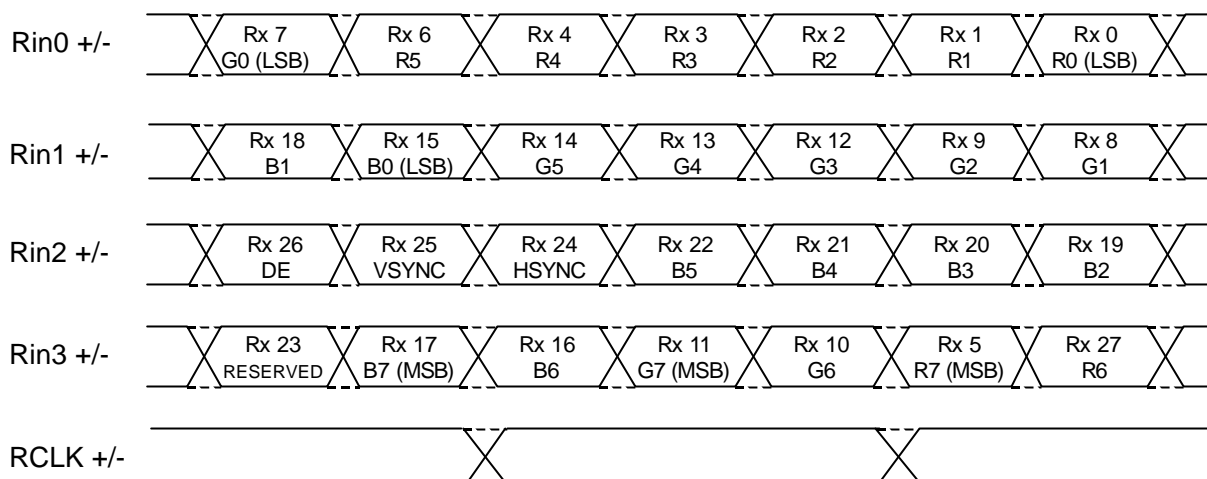 Rin0 +/-
Rx 7 Rx 6 Rx 4 Rx 3 Rx 2 Rx 1 Rx 0
G0 (LSB) R5 R4 R3 R2 R1 R0 (LSB)
Rin1 +/-
Rx 18 Rx 15 Rx 14 Rx 13 Rx 12 Rx 9 Rx 8
B1 B0 (LSB) G5 G4 G3 G2 G1
Rin2 +/-
Rx 26 Rx 25 Rx 24 Rx 22 Rx 21 Rx 20 Rx 19
DE VSYNC HSYNC B5 B4 B3 B2
Rin3 +/-
Rx 23 Rx 17 Rx 16 Rx 11 Rx 10 Rx 5 Rx 27
RESERVED B7 (MSB) B6 G7 (MSB) G6 R7 (MSB) R6
RCLK +/-